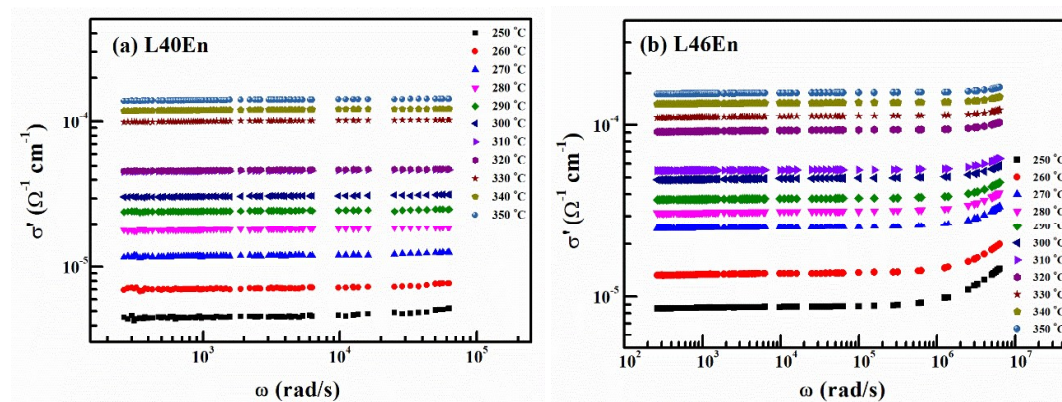 (a) L40En
250 °C
260 °C
270 °C
280 °C
290 °C
300 °C
310 °C
320 °C
330 °C
340 °C
350 °C
10⁻⁴
10⁻⁵
σ' (Ω⁻¹ cm⁻¹)
10³
10⁴
10⁵
ω (rad/s)
(b) L46En
250 °C
260 °C
270 °C
280 °C
290 °C
300 °C
310 °C
320 °C
330 °C
340 °C
350 °C
10⁻⁴
10⁻⁵
σ' (Ω⁻¹ cm⁻¹)
10²
10³
10⁴
10⁵
10⁶
10⁷
ω (rad/s)